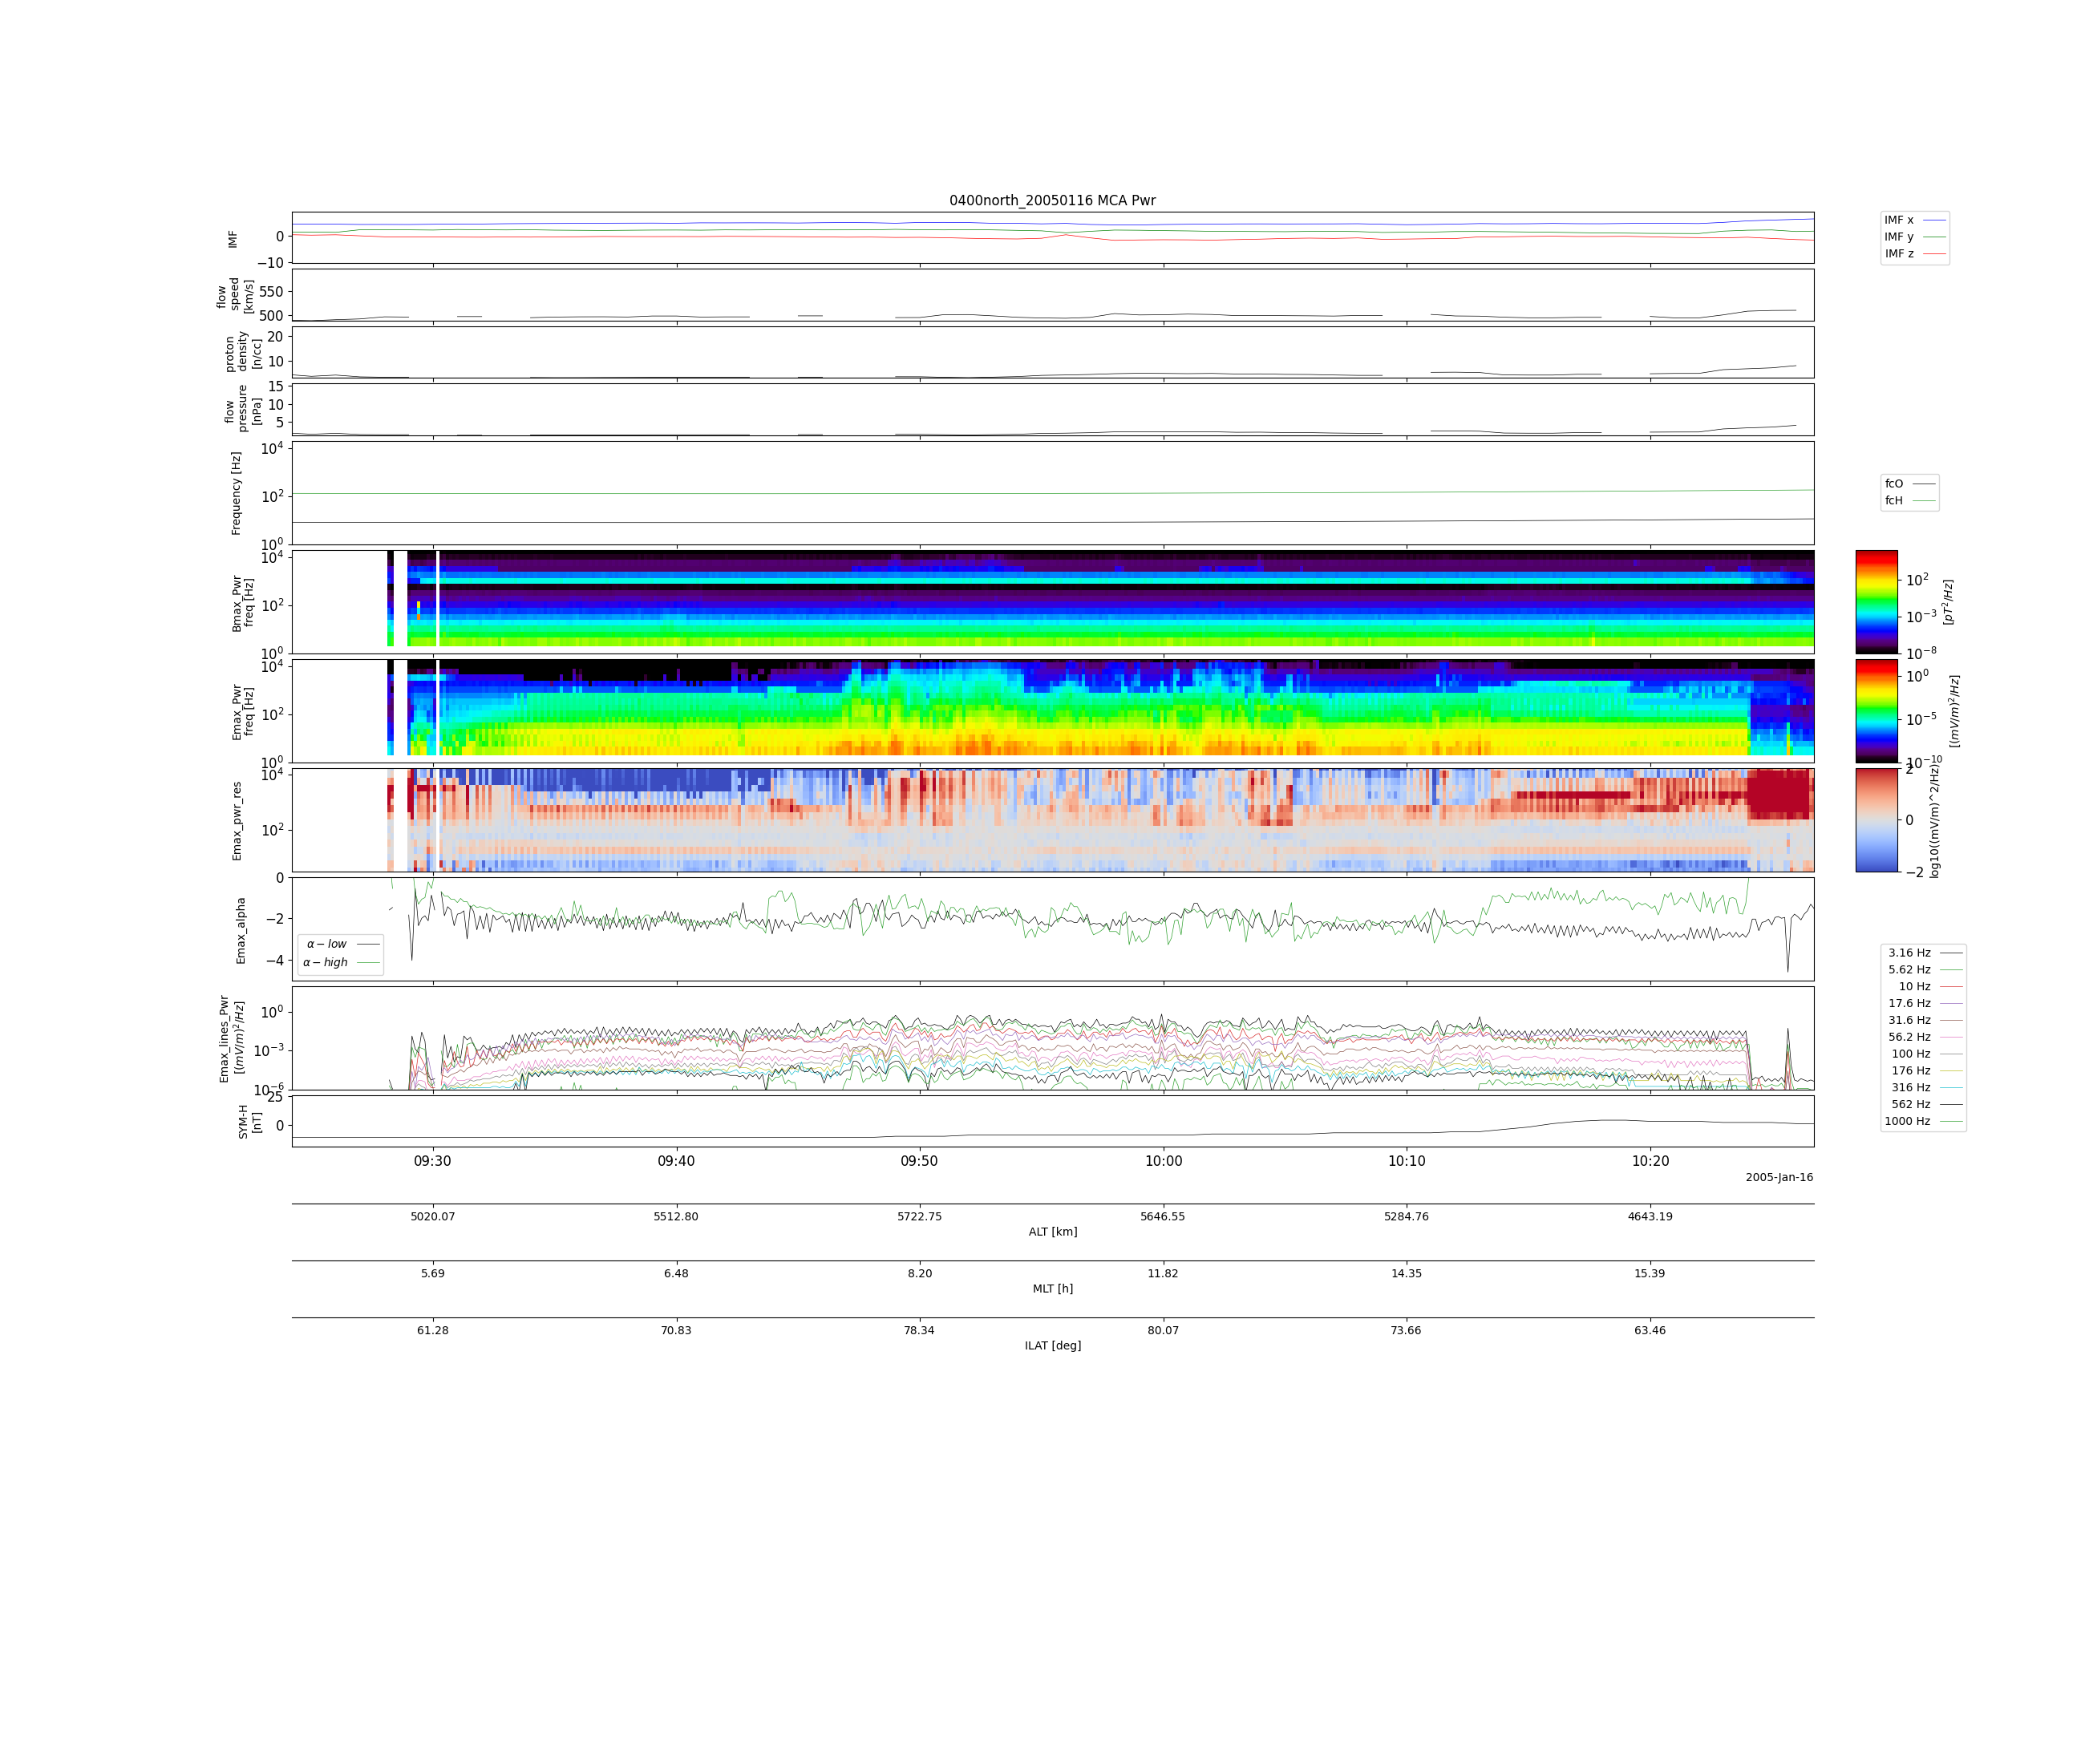 0400north_20050116 MCA Pwr
IMF
0
−10
IMF x
IMF y
IMF z
flow
speed
[km/s]
550
500
proton
density
[n/cc]
20
10
flow
pressure
[nPa]
15
10
5
Frequency [Hz]
10^4
10^2
10^0
fcO
fcH
Bmax_Pwr
freq [Hz]
10^4
10^2
10^0
10^2
10^−3
10^−8
[pT^2/Hz]
Emax_Pwr
freq [Hz]
10^4
10^2
10^0
10^0
10^−5
10^−10
[(mV/m)^2/Hz]
Emax_pwr_res
10^4
10^2
2
0
−2
log10((mV/m)^2/Hz)
Emax_alpha
0
−2
−4
α − low
α − high
Emax_lines_Pwr
[(mV/m)^2/Hz]
10^0
10^−3
10^−6
3.16 Hz
5.62 Hz
10 Hz
17.6 Hz
31.6 Hz
56.2 Hz
100 Hz
176 Hz
316 Hz
562 Hz
1000 Hz
SYM-H
[nT]
25
0
09:30 09:40 09:50 10:00 10:10 10:20
2005-Jan-16
5020.07 5512.80 5722.75 5646.55 5284.76 4643.19
ALT [km]
5.69 6.48 8.20 11.82 14.35 15.39
MLT [h]
61.28 70.83 78.34 80.07 73.66 63.46
ILAT [deg]